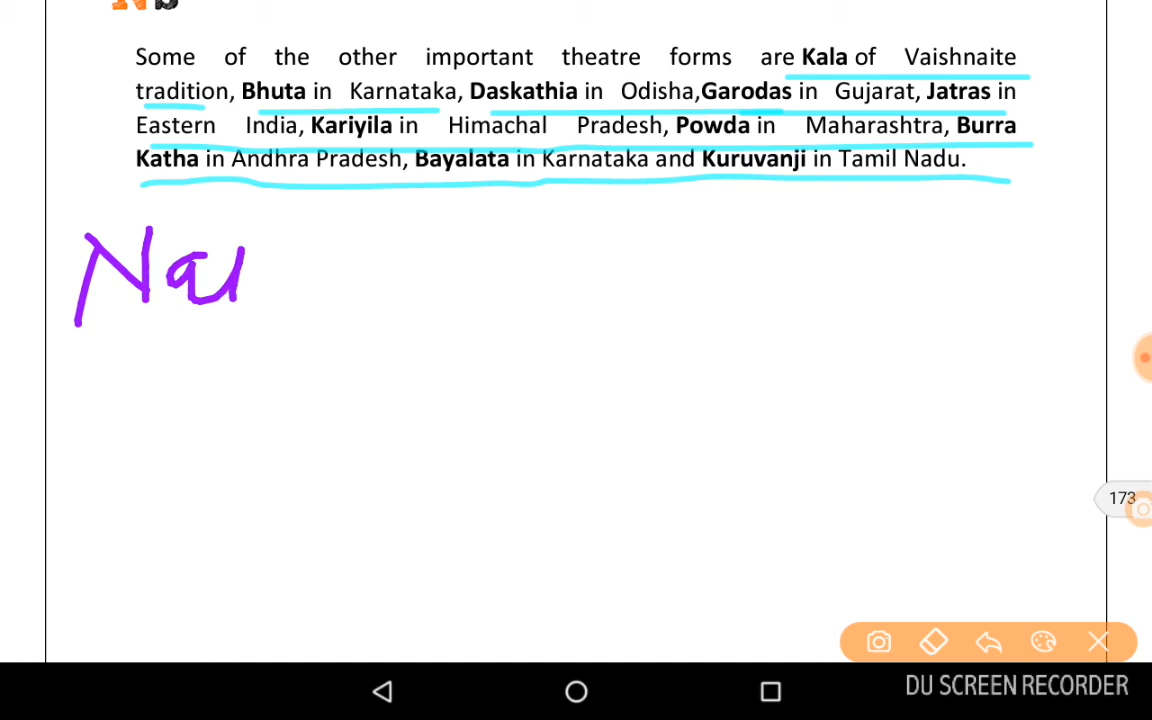 Some of the other important theatre forms are Kala of Vaishnaite
tradition, Bhuta in Karnataka, Daskathia in Odisha,Garodas in Gujarat, Jatras in
Eastern India, Kariyila in Himachal Pradesh, Powda in Maharashtra, Burra
Katha in Andhra Pradesh, Bayalata in Karnataka and Kuruvanji in Tamil Nadu.
173
DU SCREEN RECORDER